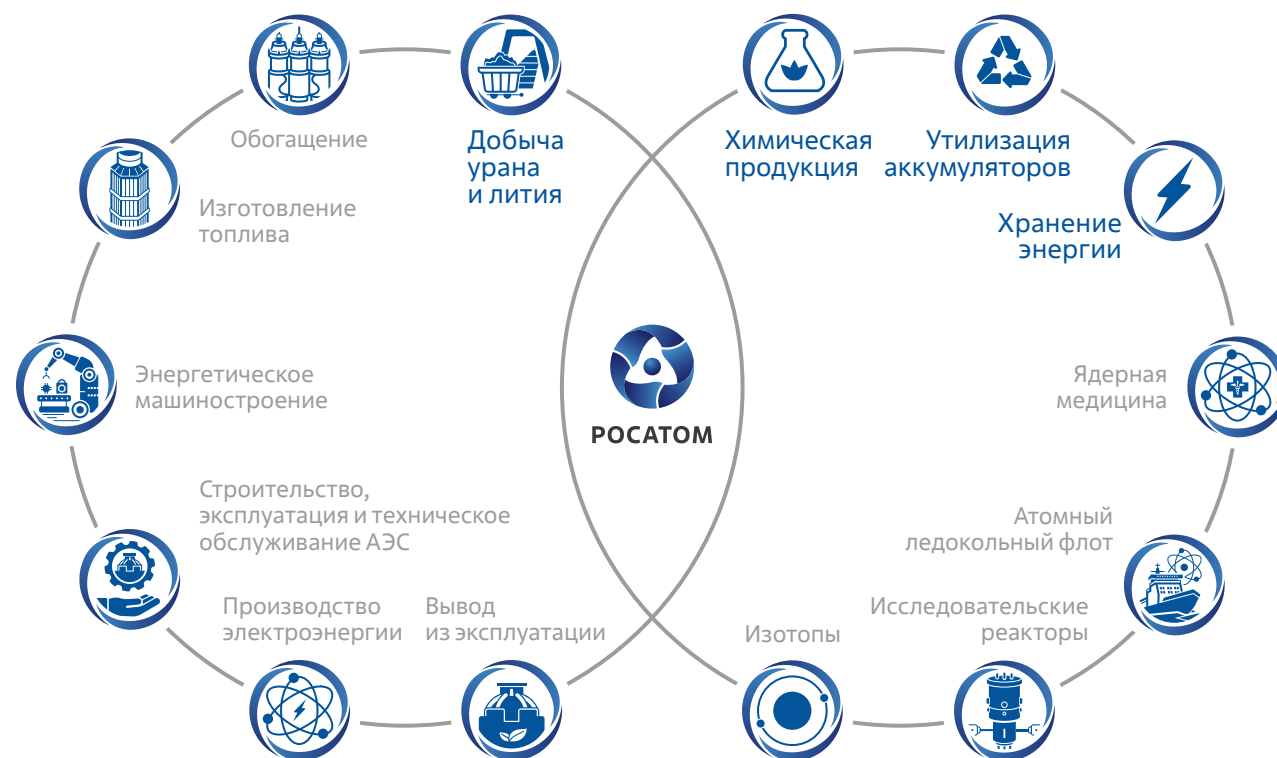 Обогащение
Добыча
урана
и лития
Химическая
продукция
Утилизация
аккумуляторов
Изготовление
топлива
Хранение
энергии
Энергетическое
машиностроение
РОСАТОМ
Ядерная
медицина
Строительство,
эксплуатация и техническое
обслуживание АЭС
Атомный
ледокольный флот
Производство
электроэнергии
Вывод
из эксплуатации
Изотопы
Исследовательские
реакторы